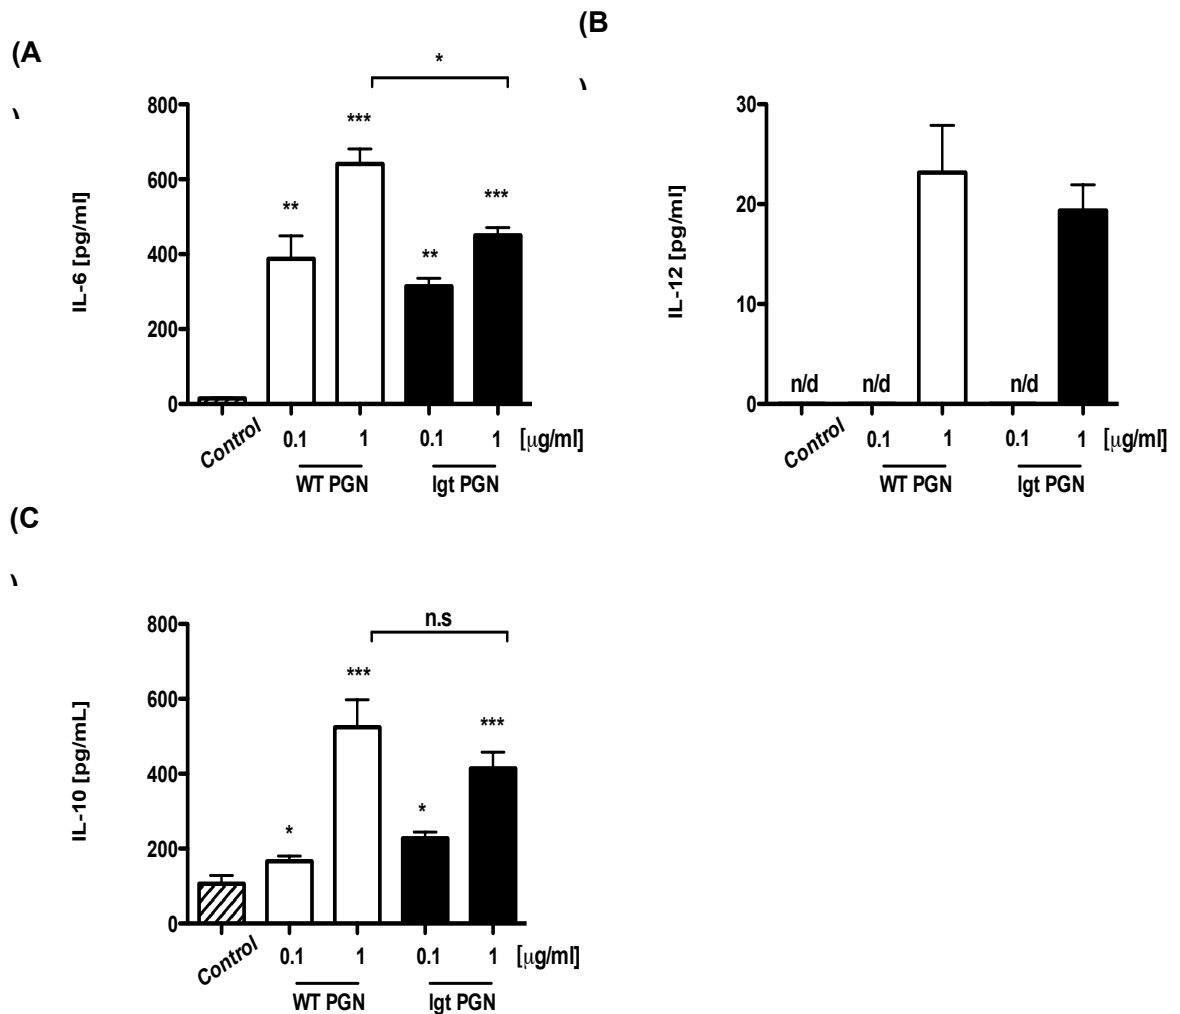 (A
)
*
800
600
400
200
0
IL-6 [pg/ml]
***
**
**
***
Control
0.1
1
0.1
1
[μg/ml]
WT PGN
lgt PGN
(B
)
30
20
10
0
IL-12 [pg/ml]
n/d
n/d
n/d
Control
0.1
1
0.1
1
[μg/ml]
WT PGN
lgt PGN
(C
)
n.s
800
600
400
200
0
IL-10 [pg/mL]
***
***
*
*
Control
0.1
1
0.1
1
[μg/ml]
WT PGN
lgt PGN